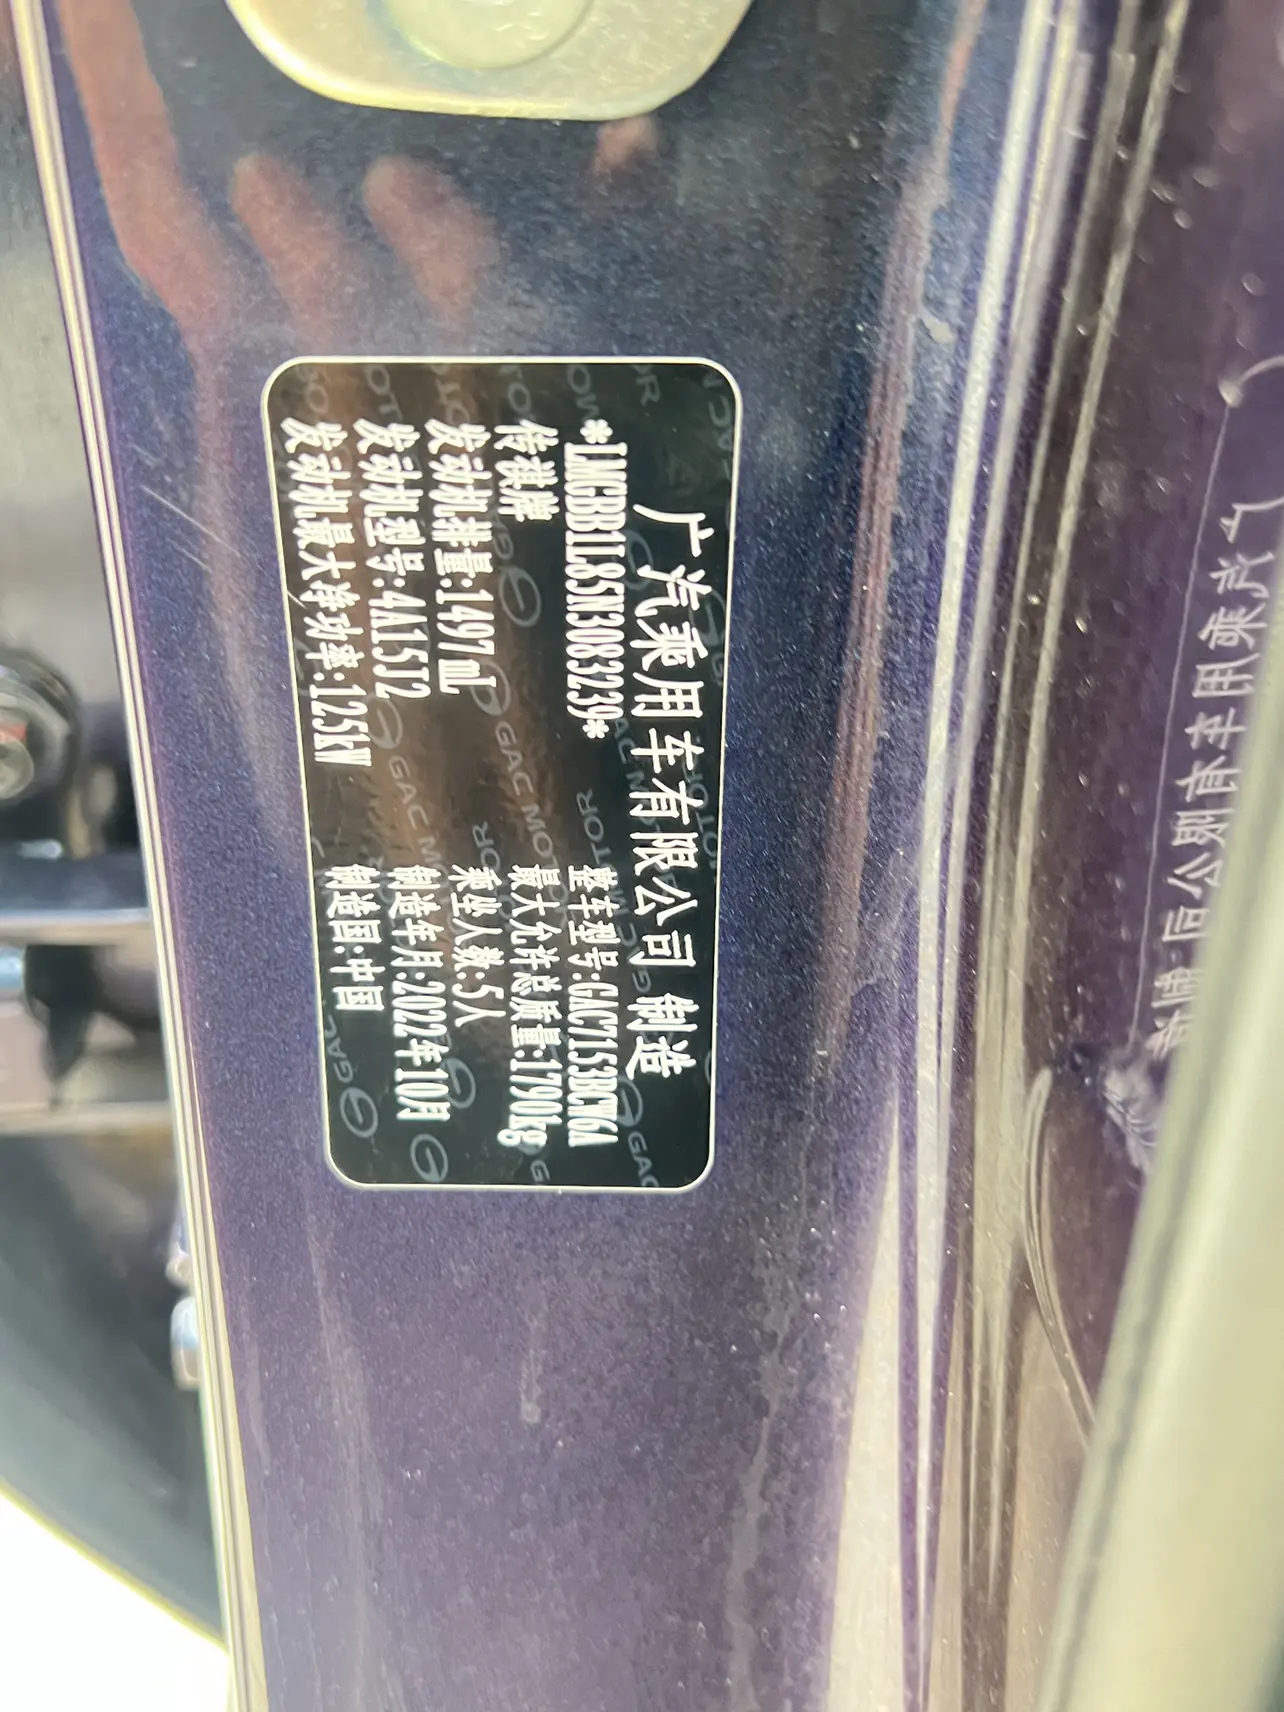 广汽乘用车有限公司 制造
*LMGBB1L85N3083239*
整车型号:GAC7153BCW6A
传祺牌
最大允许总质量:1790kg
发动机排量:1497mL
乘坐人数:5人
发动机型号:4A15J2
制造年月:2022年10月
发动机最大净功率:125kW
制造国:中国